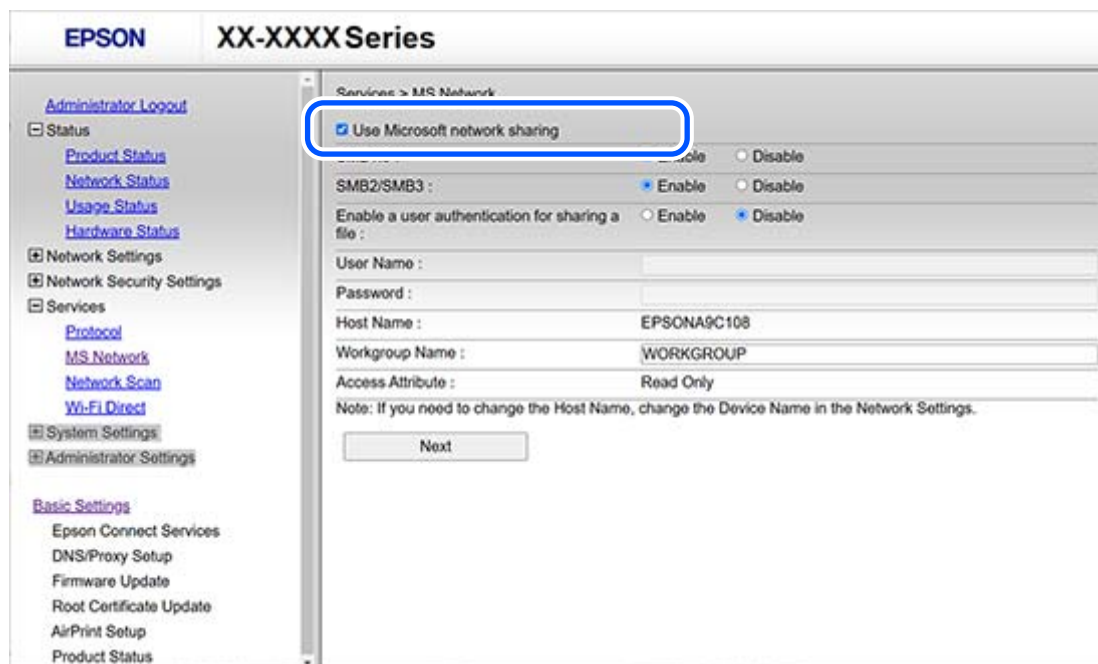 EPSON
XX-XXXX Series
Administrator Logout
Status
Product Status
Network Status
Usage Status
Hardware Status
Network Settings
Network Security Settings
Services
Protocol
MS Network
Network Scan
Wi-Fi Direct
System Settings
Administrator Settings
Basic Settings
Epson Connect Services
DNS/Proxy Setup
Firmware Update
Root Certificate Update
AirPrint Setup
Product Status
Services > MS Network
Use Microsoft network sharing
Enable Disable
SMB2/SMB3 : Enable Disable
Enable a user authentication for sharing a Enable Disable
file :
User Name :
Password :
Host Name : EPSONA9C108
Workgroup Name : WORKGROUP
Access Attribute : Read Only
Note: If you need to change the Host Name, change the Device Name in the Network Settings.
Next